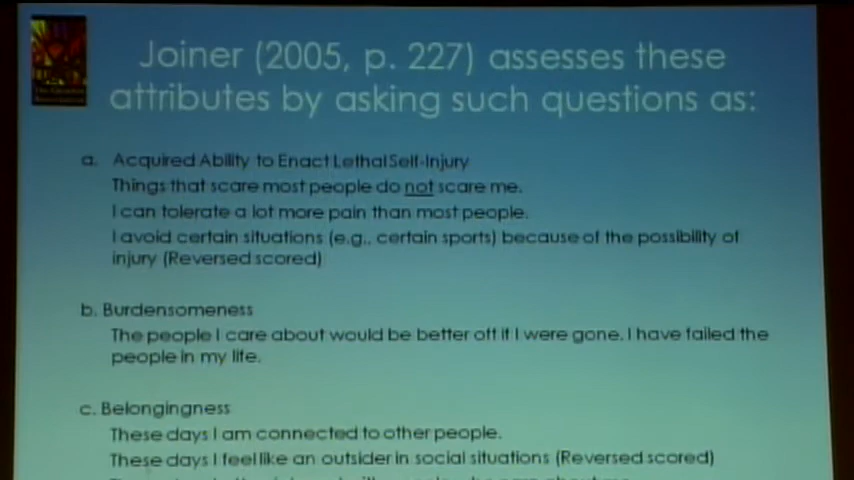 Joiner (2005, p. 227) assesses these
attributes by asking such questions as:
a. Acquired Ability to Enact Lethal Self-Injury
Things that scare most people do not scare me.
I can tolerate a lot more pain than most people.
I avoid certain situations (e.g., certain sports) because of the possibility of
injury (Reversed scored)
b. Burdensomeness
The people I care about would be better off if I were gone. I have failed the
people in my life.
c. Belongingness
These days I am connected to other people.
These days I feel like an outsider in social situations (Reversed scored)